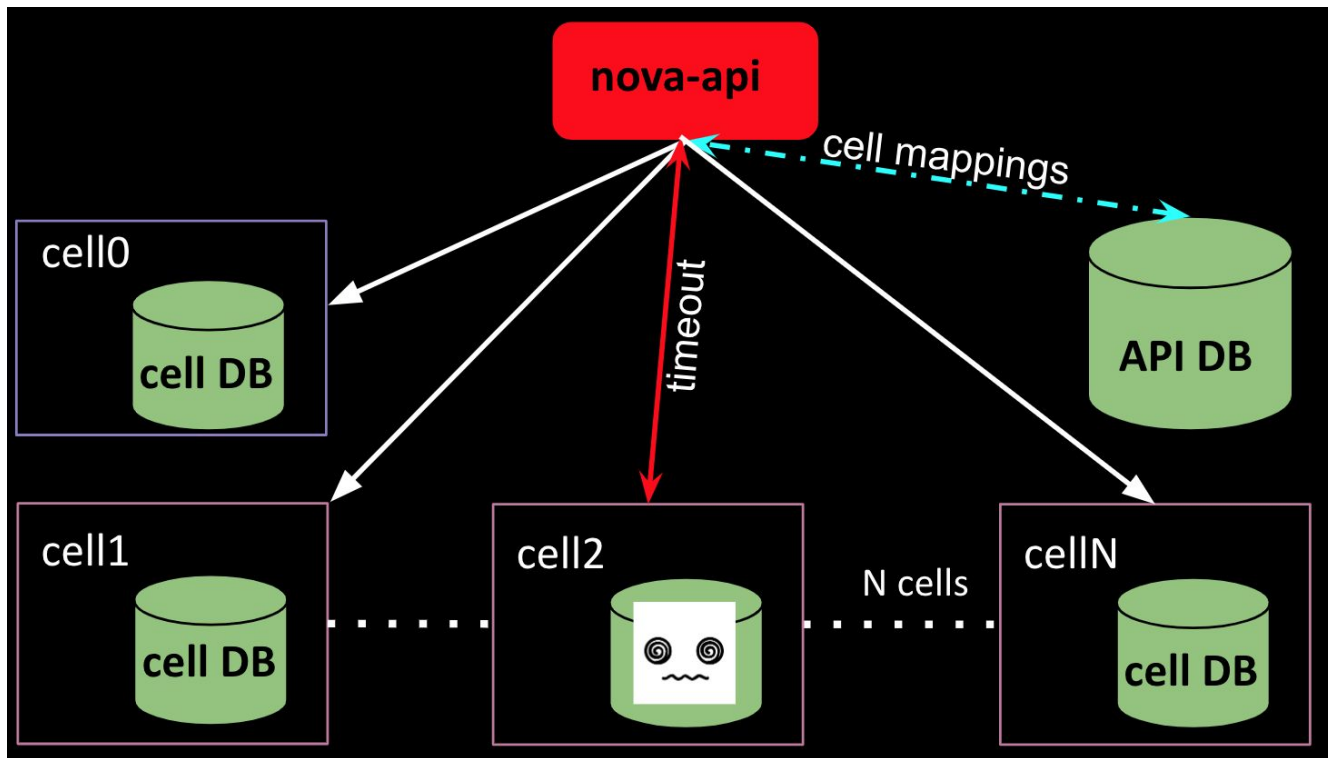 nova-api
cell mappings
cell0
cell DB
timeout
API DB
cell1
cell DB
cell2
N cells
cellN
cell DB